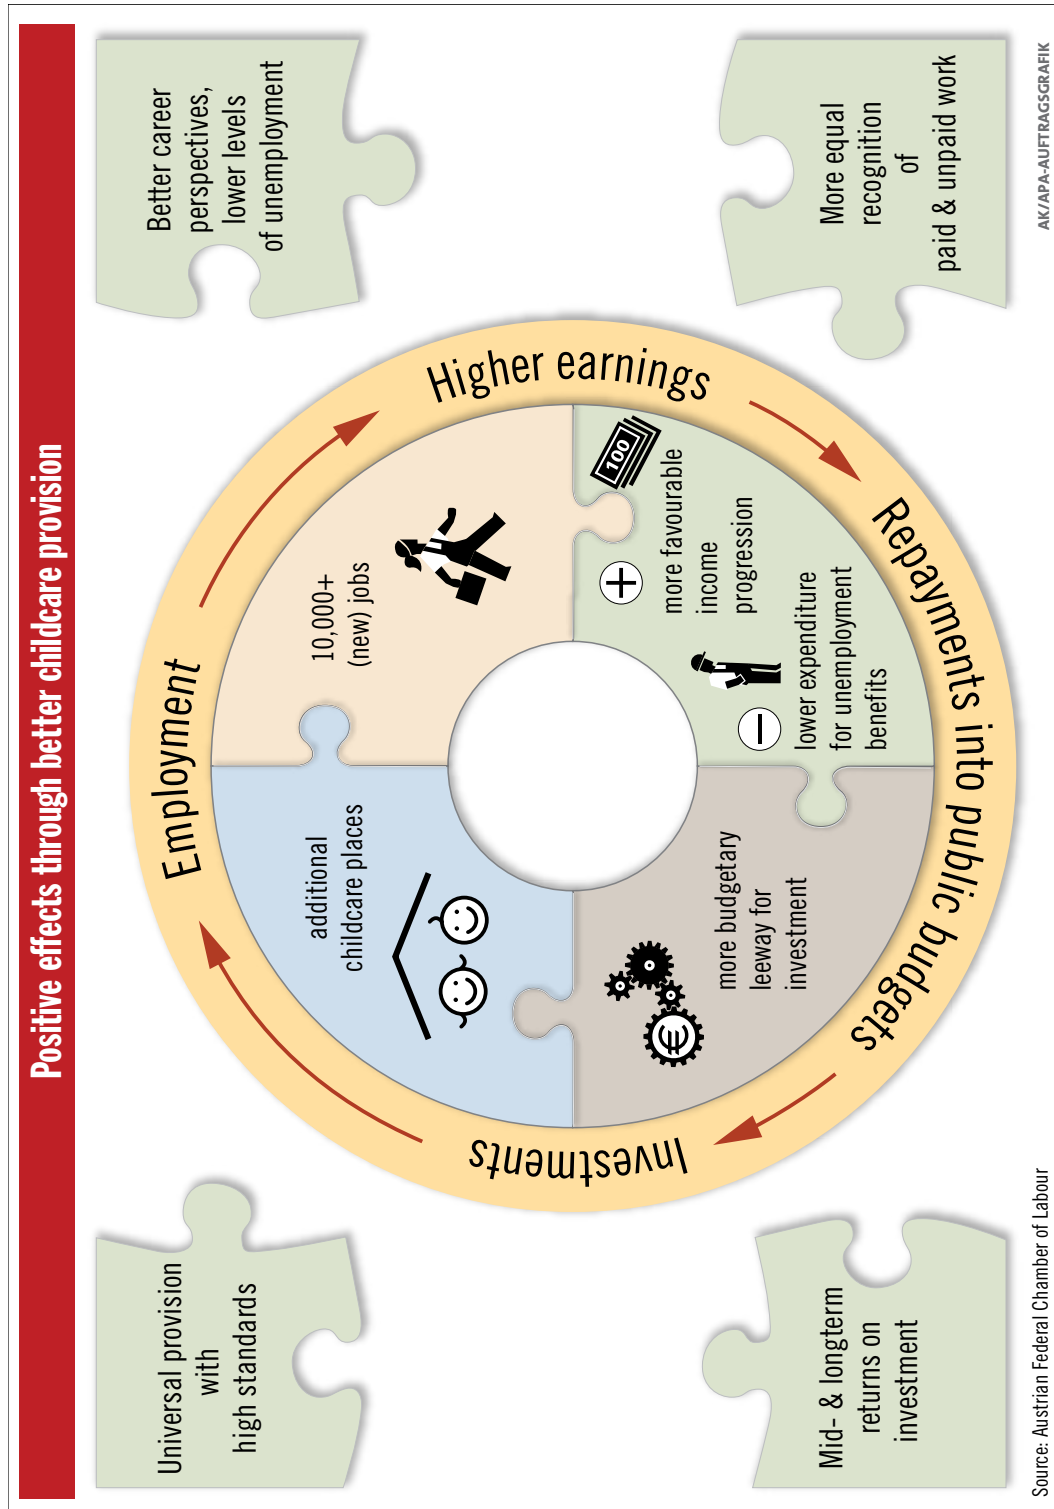 Positive effects through better childcare provision
Universal provision
with
high standards
Better career
perspectives,
lower levels
of unemployment
Employment
Higher earnings
Repayments into public budgets
Investments
additional
childcare places
10,000+
(new) jobs
100
more favourable
income
progression
lower expenditure
for unemployment
benefits
more budgetary
leeway for
investment
€
Mid- & longterm
returns on
investment
More equal
recognition
of
paid & unpaid work
Source: Austrian Federal Chamber of Labour
AK/APA-AUFTRAGSGRAFIK